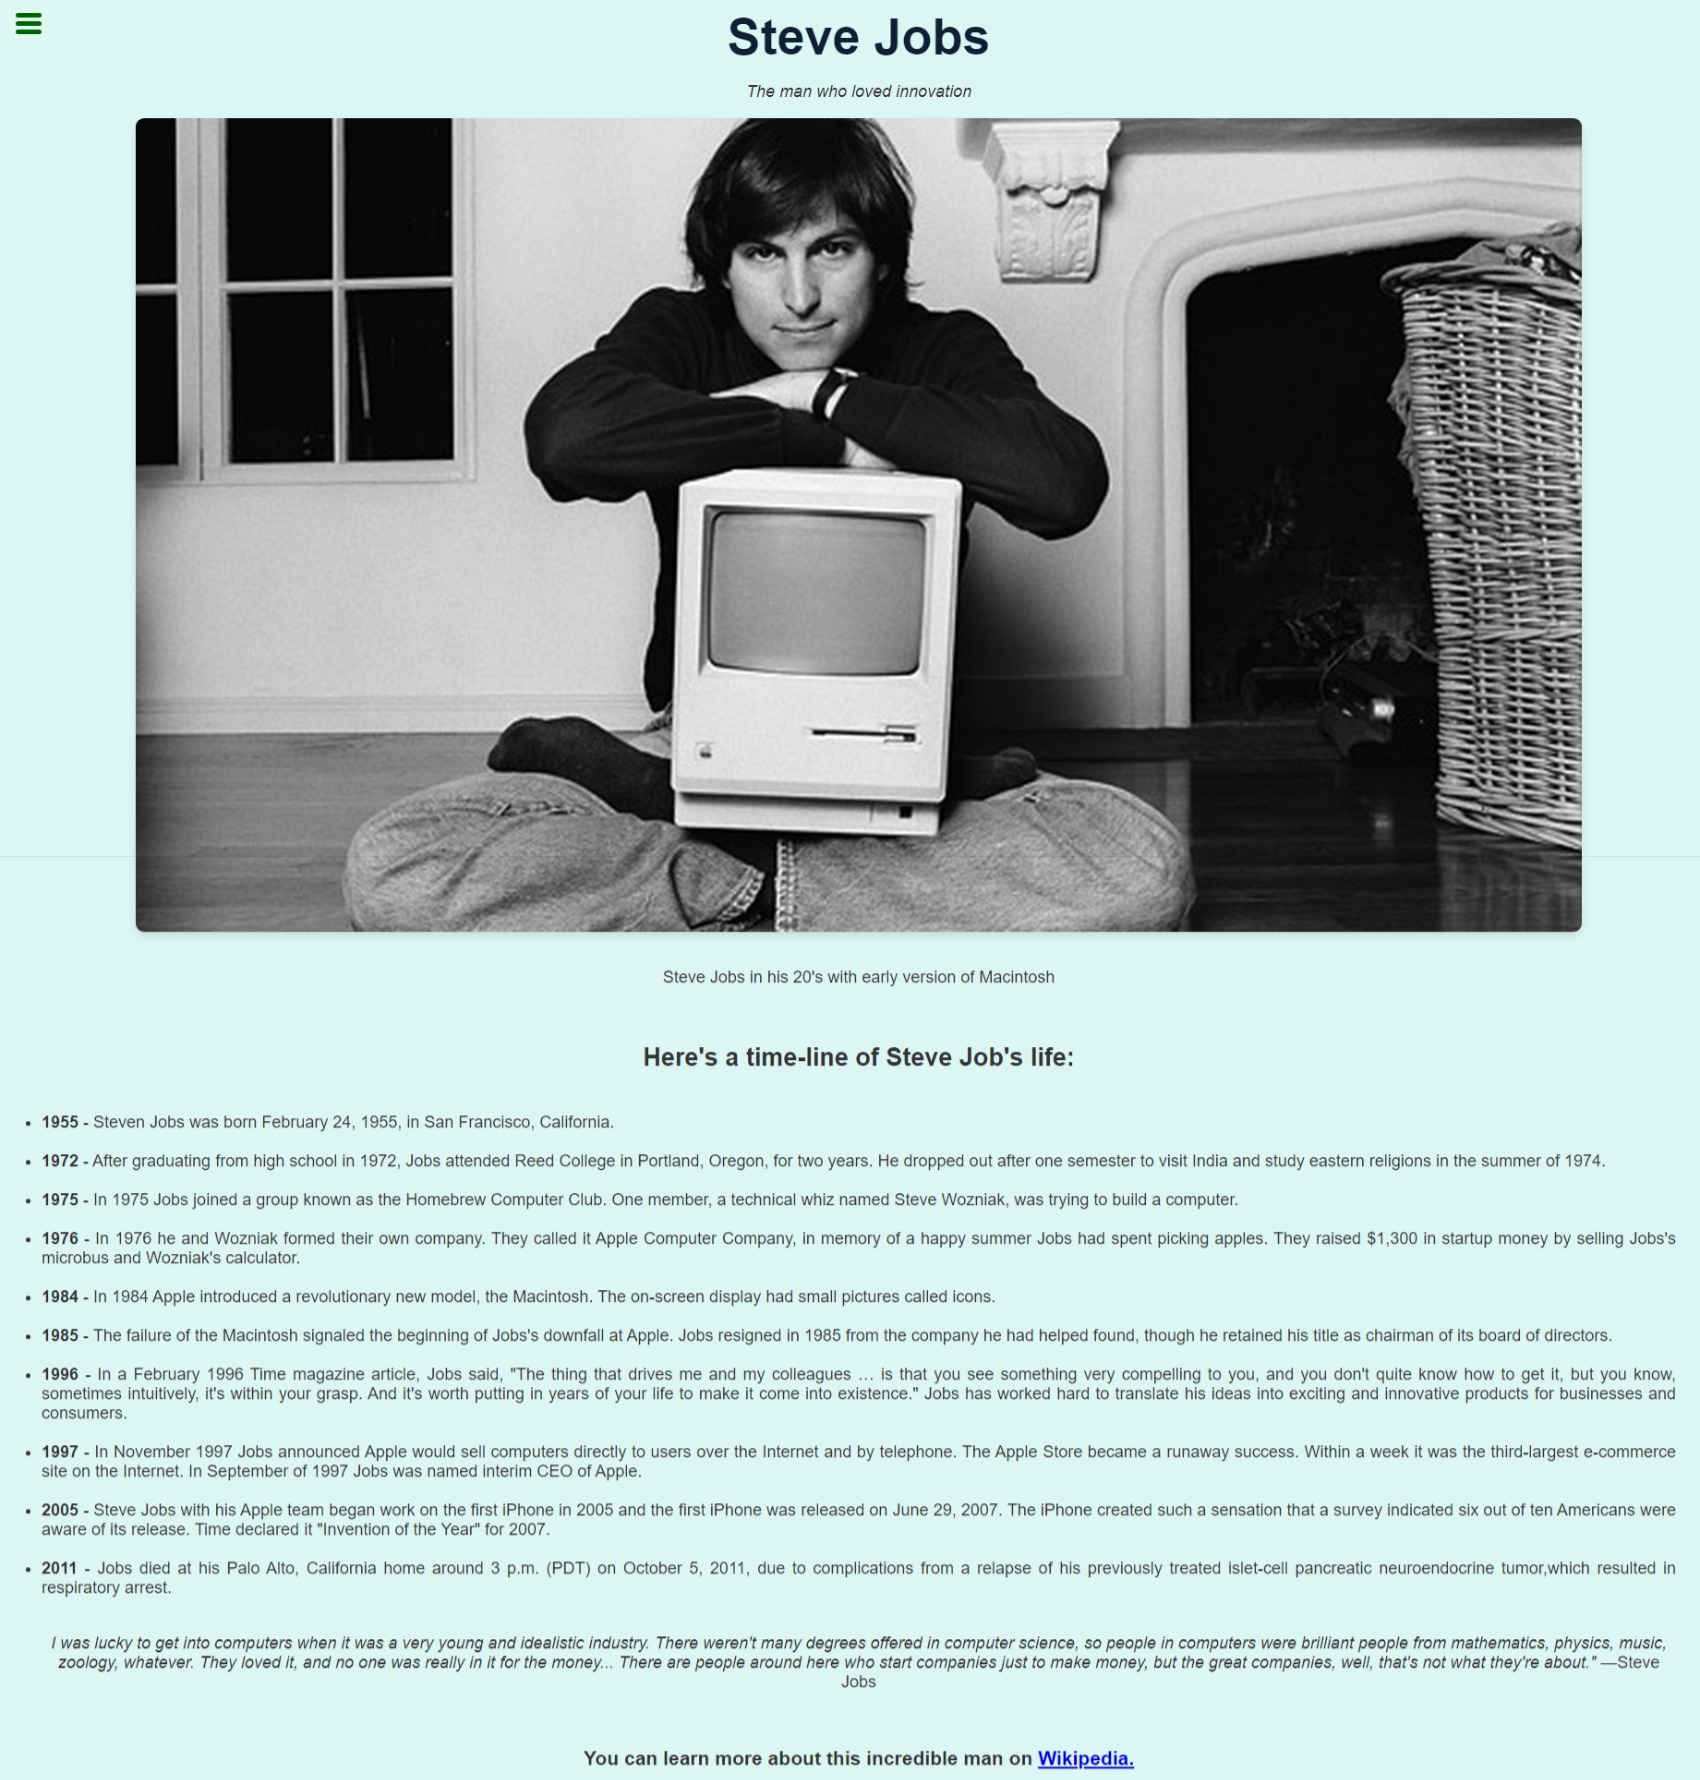 Steve Jobs
The man who loved innovation
Steve Jobs in his 20's with early version of Macintosh
Here's a time-line of Steve Job's life:
• 1955 - Steven Jobs was born February 24, 1955, in San Francisco, California.
• 1972 - After graduating from high school in 1972, Jobs attended Reed College in Portland, Oregon, for two years. He dropped out after one semester to visit India and study eastern religions in the summer of 1974.
• 1975 - In 1975 Jobs joined a group known as the Homebrew Computer Club. One member, a technical whiz named Steve Wozniak, was trying to build a computer.
• 1976 - In 1976 he and Wozniak formed their own company. They called it Apple Computer Company, in memory of a happy summer Jobs had spent picking apples. They raised $1,300 in startup money by selling Jobs's
microbus and Wozniak's calculator.
• 1984 - In 1984 Apple introduced a revolutionary new model, the Macintosh. The on-screen display had small pictures called icons.
• 1985 - The failure of the Macintosh signaled the beginning of Jobs's downfall at Apple. Jobs resigned in 1985 from the company he had helped found, though he retained his title as chairman of its board of directors.
• 1996 - In a February 1996 Time magazine article, Jobs said, "The thing that drives me and my colleagues … is that you see something very compelling to you, and you don't quite know how to get it, but you know,
sometimes intuitively, it's within your grasp. And it's worth putting in years of your life to make it come into existence." Jobs has worked hard to translate his ideas into exciting and innovative products for businesses and
consumers.
• 1997 - In November 1997 Jobs announced Apple would sell computers directly to users over the Internet and by telephone. The Apple Store became a runaway success. Within a week it was the third-largest e-commerce
site on the Internet. In September of 1997 Jobs was named interim CEO of Apple.
• 2005 - Steve Jobs with his Apple team began work on the first iPhone in 2005 and the first iPhone was released on June 29, 2007. The iPhone created such a sensation that a survey indicated six out of ten Americans were
aware of its release. Time declared it "Invention of the Year" for 2007.
• 2011 - Jobs died at his Palo Alto, California home around 3 p.m. (PDT) on October 5, 2011, due to complications from a relapse of his previously treated islet-cell pancreatic neuroendocrine tumor,which resulted in
respiratory arrest.
I was lucky to get into computers when it was a very young and idealistic industry. There weren't many degrees offered in computer science, so people in computers were brilliant people from mathematics, physics, music,
zoology, whatever. They loved it, and no one was really in it for the money... There are people around here who start companies just to make money, but the great companies, well, that's not what they're about." —Steve
Jobs
You can learn more about this incredible man on Wikipedia.